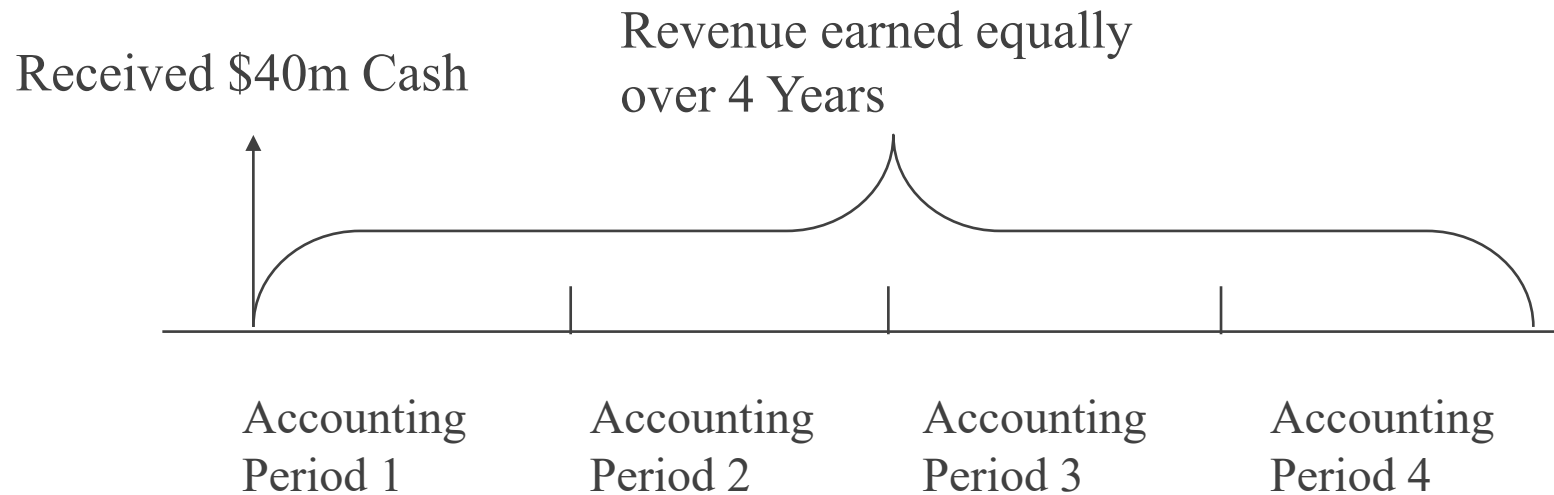 Received $40m Cash
Revenue earned equally
over 4 Years
Accounting
Period 1
Accounting
Period 2
Accounting
Period 3
Accounting
Period 4